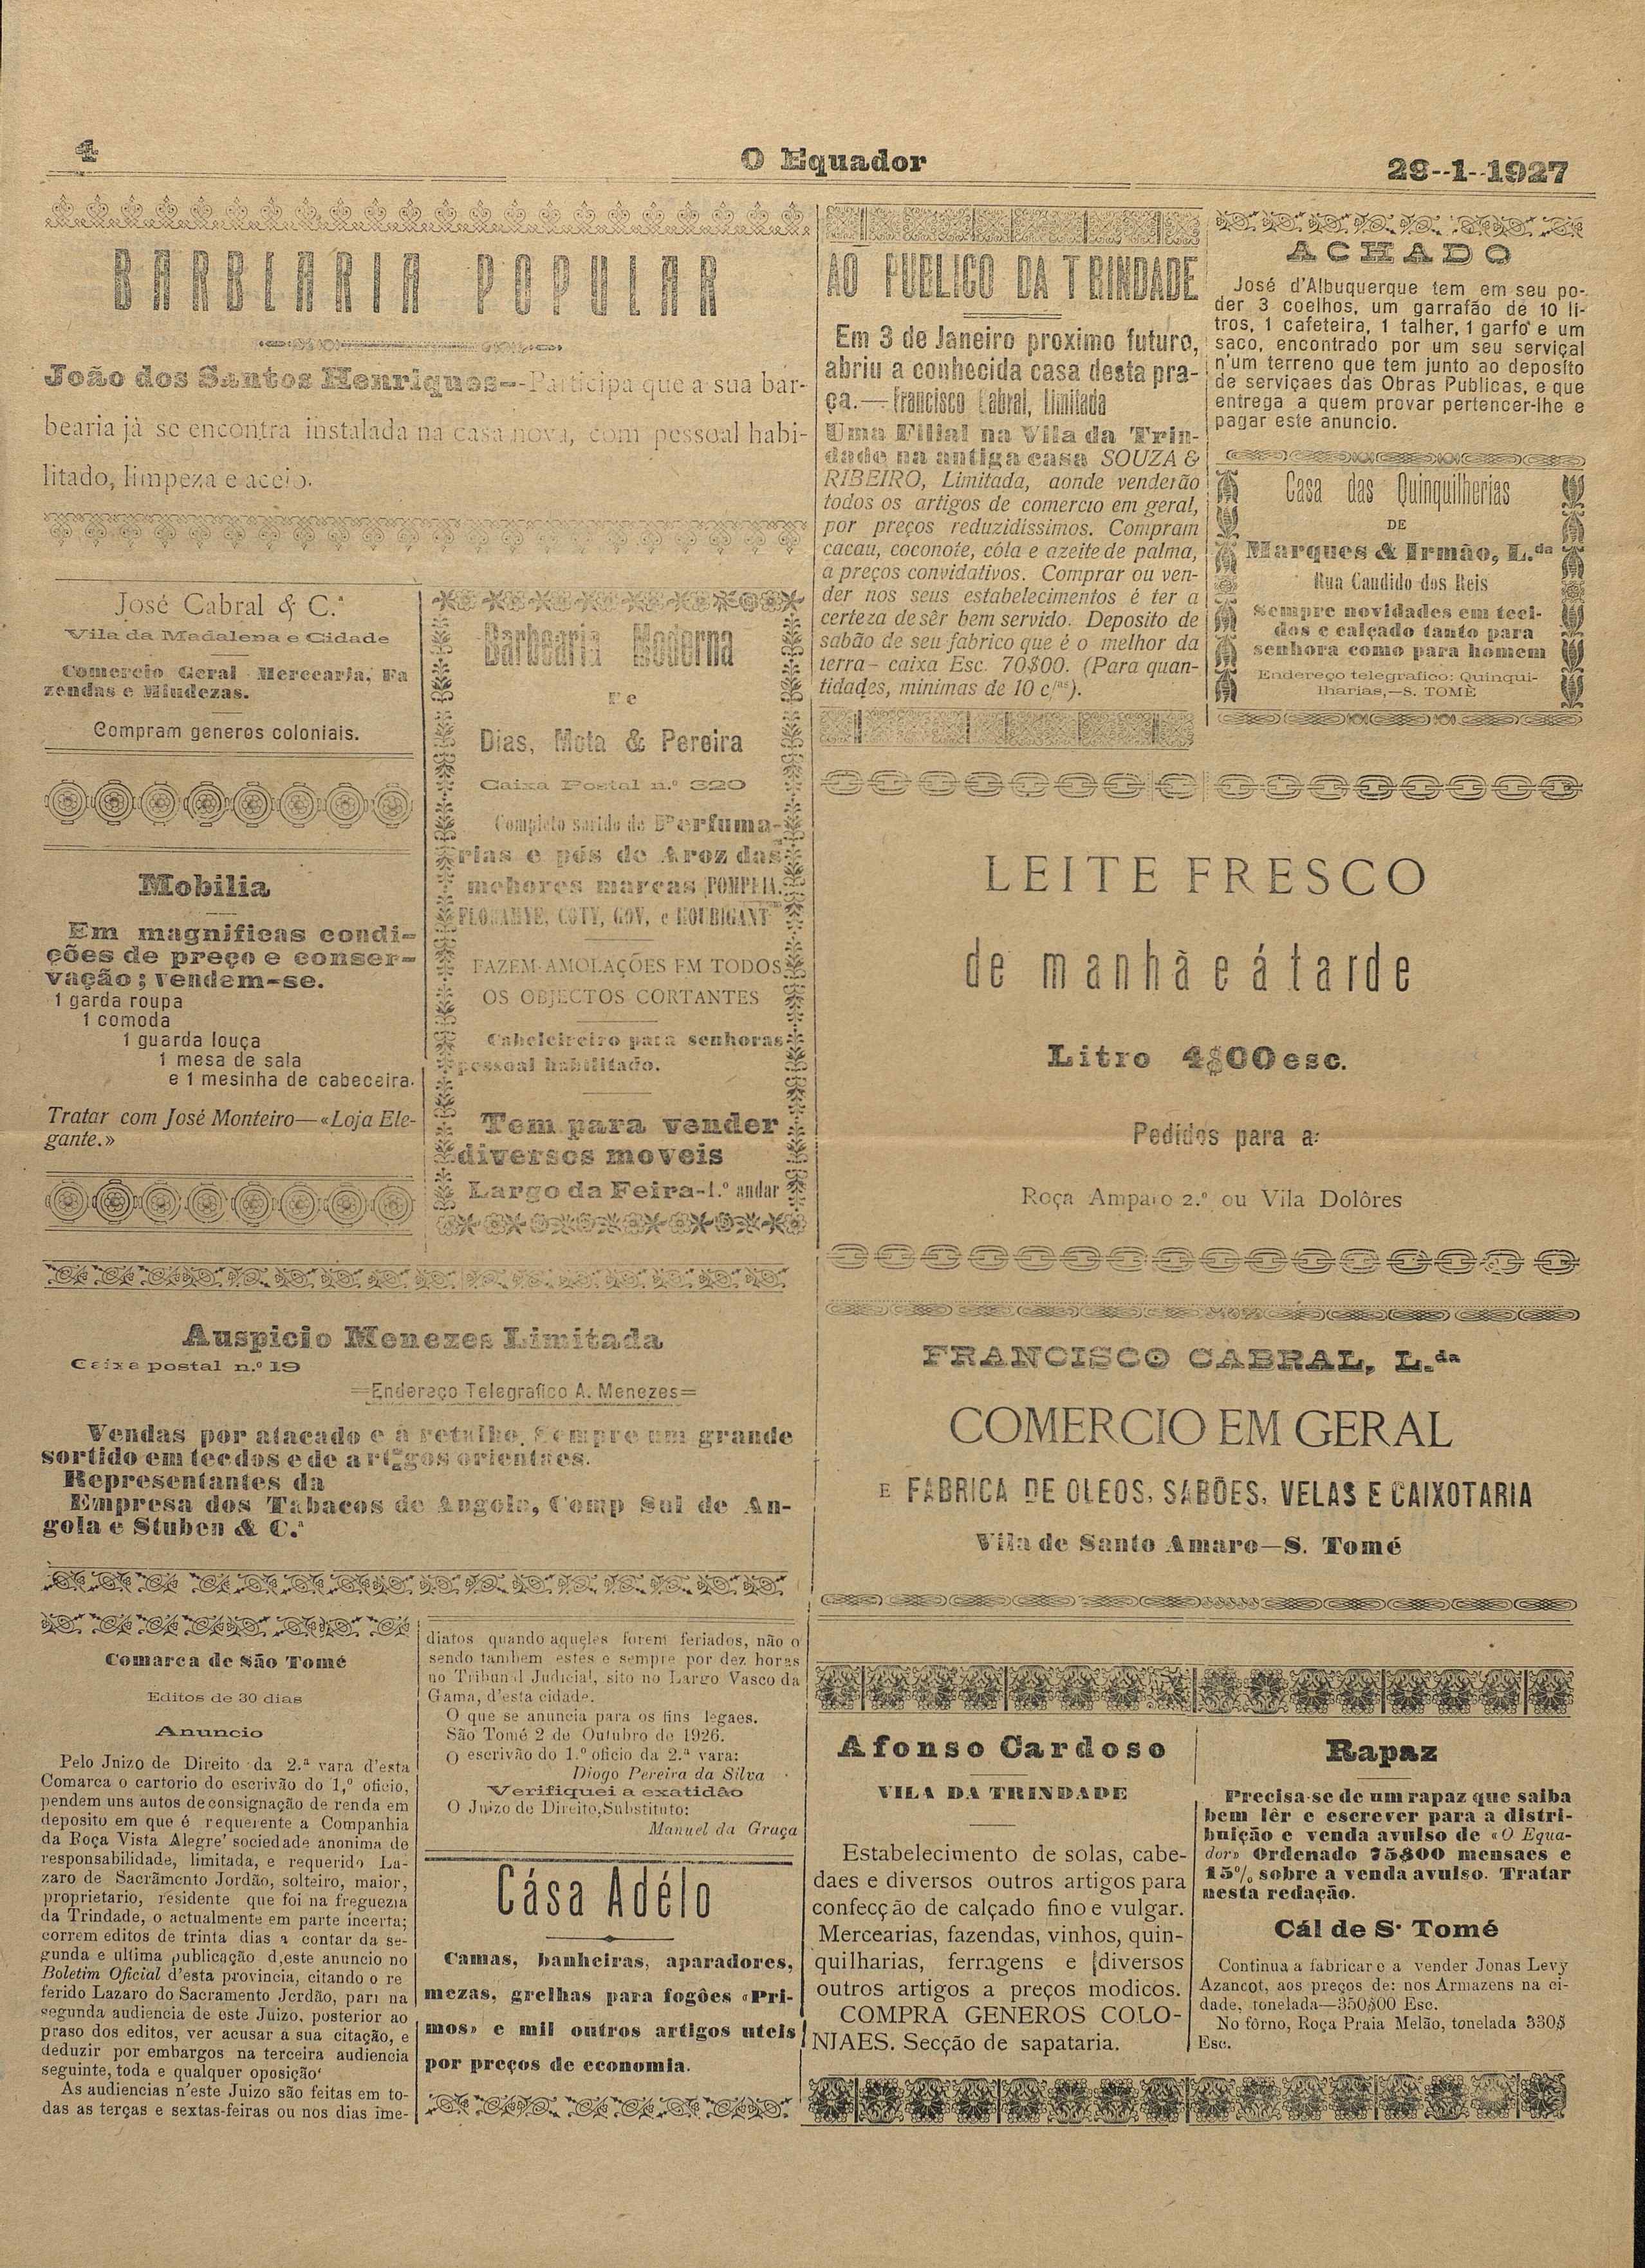 4
O Equador
28--1--1927
BARBEARIA POPULAR
João dos Santos Henriques--Participa que a sua bar-
bearia já se encontra instalada na casa nova, com pessoal habi-
litado, limpeza e aceio.
José Cabral & C.ª
Vila da Madalena e Cidade
Comercio Geral Mercearia, Fa
zendas e Miudezas.
Compram generos coloniais.
Mobilia
Em magnificas condi-
ções de preço e conser-
vação; vendem-se.
1 garda roupa
1 comoda
1 guarda louça
1 mesa de sala
e 1 mesinha de cabeceira.
Tratar com José Monteiro—«Loja Ele-
gante.»
Barbearia Moderna
De
Dias, Mota & Pereira
Caixa Postal n.º 320
Completo sortido de Perfuma-
rias e pós de Aroz das
mehores marcas POMPEIA,
FLORAMYE, COTY, GOV, e HOUBIGANT
FAZEM-AMOLAÇÕES EM TODOS
OS OBJECTOS CORTANTES
Cabeleireiro para senhoras
pessoal habilitado.
Tem para vender
diversos moveis
Largo da Feira-1.º andar
AO PUBLICO DA TRINDADE
Em 3 de Janeiro proximo futuro,
abriu a conhecida casa desta pra-
ça.—Francisco Cabral, Limitada
Uma Filial na Vila da Trin-
dade na antiga casa SOUZA &
RIBEIRO, Limitada, aonde venderão
todos os artigos de comercio em geral,
por preços reduzidissimos. Compram
cacau, coconote, cóla e azeite de palma,
a preços convidativos. Comprar ou ven-
der nos seus estabelecimentos é ter a
certeza de sêr bem servido. Deposito de
sabão de seu fabrico que é o melhor da
terra—caixa Esc. 70$00. (Para quan-
tidades, minimas de 10 c/as).
ACHADO
José d'Albuquerque tem em seu po-
der 3 coelhos, um garrafão de 10 li-
tros, 1 cafeteira, 1 talher, 1 garfo e um
saco, encontrado por um seu serviçal
n'um terreno que tem junto ao deposito
de serviçaes das Obras Publicas, e que
entrega a quem provar pertencer-lhe e
pagar este anuncio.
Casa das Quinquilherias
DE
Marques & Irmão, L.da
Rua Candido dos Reis
Sempre novidades em teci-
dos e calçado tanto para
senhora como para homem
Endereço telegrafico: Quinqui-
lharias,—S. TOMÈ
LEITE FRESCO
de manhã e á tarde
Litro 4$00 esc.
Pedidos para a:
Roça Amparo 2.º ou Vila Dolôres
Auspicio Menezes Limitada
Caixa postal n.º 19
=Endereço Telegrafico A. Menezes=
Vendas por atacado e á retalho. Sempre um grande
sortido em tecdos e de artigos orientaes.
Representantes da
Empresa dos Tabacos de Angola, Comp Sul de An-
gola e Stuben & C.ª
FRANCISCO CABRAL, L.da
COMERCIO EM GERAL
E FABRICA DE OLEOS, SABÕES, VELAS E CAIXOTARIA
Vila de Santo Amaro—S. Tomé
Comarca de São Tomé
Editos de 30 dias
Anuncio
Pelo Jnizo de Direito da 2.ª vara d'esta
Comarca o cartorio do escrivão do 1,º oficio,
pendem uns autos de consignação de renda em
deposito em que é requerente a Companhia
da Roça Vista Alegre' sociedade anonima de
responsabilidade, limitada, e requerido La-
zaro de Sacramento Jordão, solteiro, maior,
proprietario, residente que foi na freguezia
da Trindade, o actualmente em parte incerta;
correm editos de trinta dias a contar da se-
gunda e ultima publicação d,este anuncio no
Boletim Oficial d'esta provincia, citando o re
ferido Lazaro do Sacramento Jordão, para na
segunda audiencia de este Juizo, posterior ao
praso dos editos, ver acusar a sua citação, e
deduzir por embargos na terceira audiencia
seguinte, toda e qualquer oposição'
As audiencias n'este Juizo são feitas em to-
das as terças e sextas-feiras ou nos dias ime-
diatos quando aqueles forem feriados, não o
sendo tambem estes e sempre por dez horas
no Tribunal Judicial, sito no Largo Vasco da
Gama, d'esta cidade.
O que se anuncia para os fins legaes.
São Tomé 2 de Outubro de 1926.
O escrivão do 1.º oficio da 2.ª vara:
Diogo Pereira da Silva
Verifiquei a exatidão
O Juizo de Direito,Substituto:
Manuel da Graça
Cása Adélo
Camas, banheiras, aparadores,
mezas, grelhas para fogões «Pri-
mos» e mil outros artigos uteis
por preços de economia.
Afonso Cardoso
VILA DA TRINDADE
Estabelecimento de solas, cabe-
daes e diversos outros artigos para
confecção de calçado fino e vulgar.
Mercearias, fazendas, vinhos, quin-
quilharias, ferragens e diversos
outros artigos a preços modicos.
COMPRA GENEROS COLO-
NIAES. Secção de sapataria.
Rapaz
Precisa-se de um rapaz que saiba
bem lêr e escrever para a distri-
buição e venda avulso de «O Equa-
dor» Ordenado 75$00 mensaes e
15% sobre a venda avulso. Tratar
nesta redação.
Cál de S. Tomé
Continua a fabricar e a vender Jonas Levy
Azancot, aos preços de: nos Armazens na ci-
dade, tonelada—350$00 Esc.
No fôrno, Roça Praia Melão, tonelada 330$
Esc.